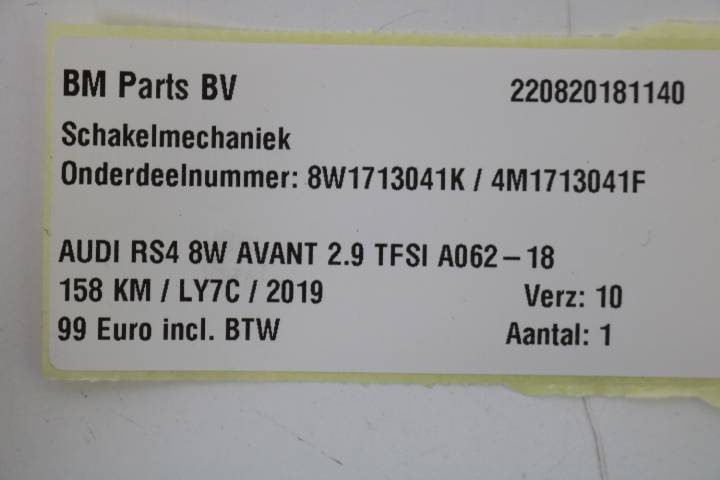 BM Parts BV 220820181140
Schakelmechaniek
Onderdeelnummer: 8W1713041K / 4M1713041F
AUDI RS4 8W AVANT 2.9 TFSI A062-18
158 KM / LY7C / 2019 Verz: 10
99 Euro incl. BTW Aantal: 1